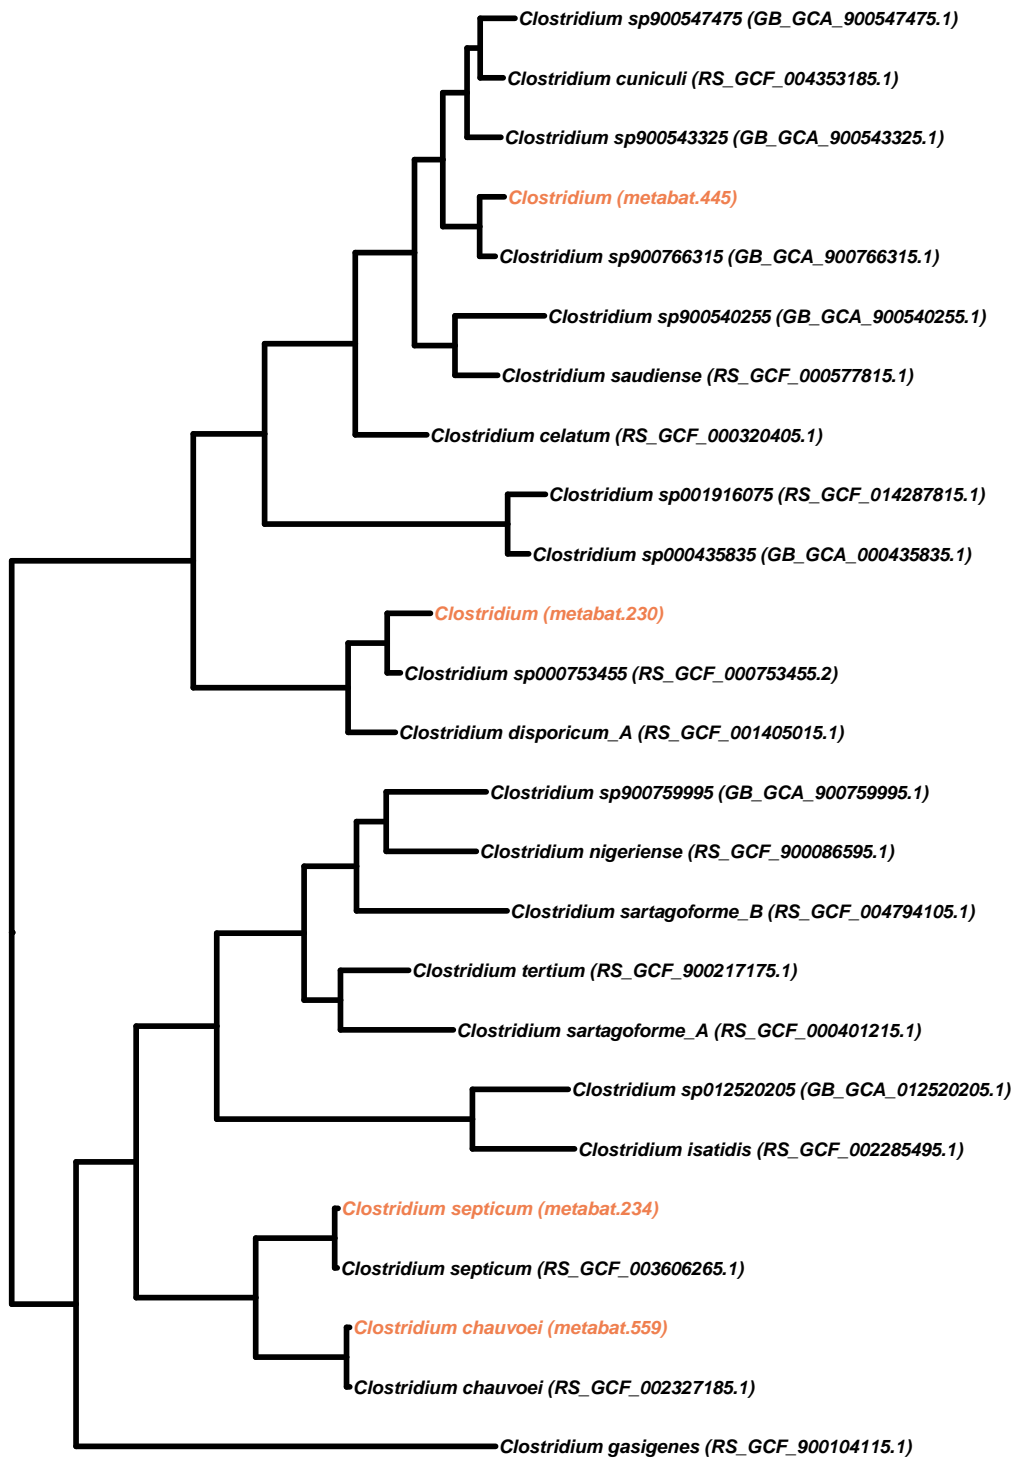 Clostridium sp900547475 (GB_GCA_900547475.1)
Clostridium cuniculi (RS_GCF_004353185.1)
Clostridium sp900543325 (GB_GCA_900543325.1)
Clostridium (metabat.445)
Clostridium sp900766315 (GB_GCA_900766315.1)
Clostridium sp900540255 (GB_GCA_900540255.1)
Clostridium saudiense (RS_GCF_000577815.1)
Clostridium celatum (RS_GCF_000320405.1)
Clostridium sp001916075 (RS_GCF_014287815.1)
Clostridium sp000435835 (GB_GCA_000435835.1)
Clostridium (metabat.230)
Clostridium sp000753455 (RS_GCF_000753455.2)
Clostridium disporicum_A (RS_GCF_001405015.1)
Clostridium sp900759995 (GB_GCA_900759995.1)
Clostridium nigeriense (RS_GCF_900086595.1)
Clostridium sartagoforme_B (RS_GCF_004794105.1)
Clostridium tertium (RS_GCF_900217175.1)
Clostridium sartagoforme_A (RS_GCF_000401215.1)
Clostridium sp012520205 (GB_GCA_012520205.1)
Clostridium isatidis (RS_GCF_002285495.1)
Clostridium septicum (metabat.234)
Clostridium septicum (RS_GCF_003606265.1)
Clostridium chauvoei (metabat.559)
Clostridium chauvoei (RS_GCF_002327185.1)
Clostridium gasigenes (RS_GCF_900104115.1)